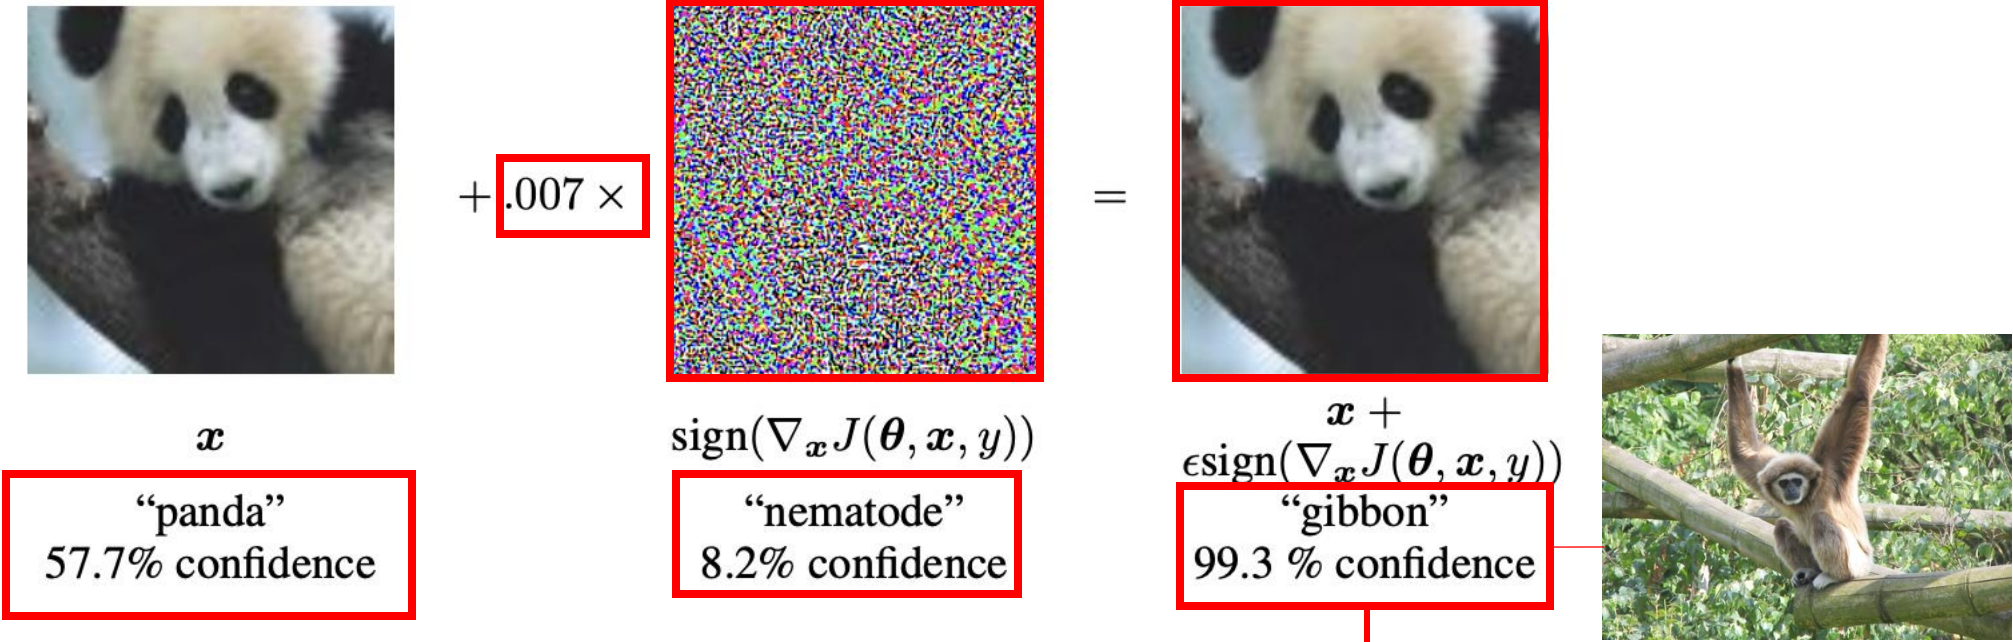 + .007 ×
=
x
sign(∇ₓJ(θ, x, y))
x +
ϵsign(∇ₓJ(θ, x, y))
“panda”
57.7% confidence
“nematode”
8.2% confidence
“gibbon”
99.3 % confidence